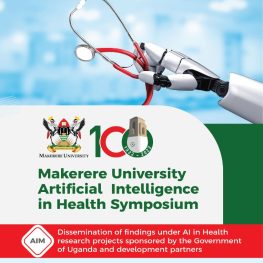 100
MAKERERE UNIVERSITY
Makerere University
Artificial Intelligence
in Health Symposium
AIM
Dissemination of findings under AI in Health
research projects sponsored by the Government
of Uganda and development partners